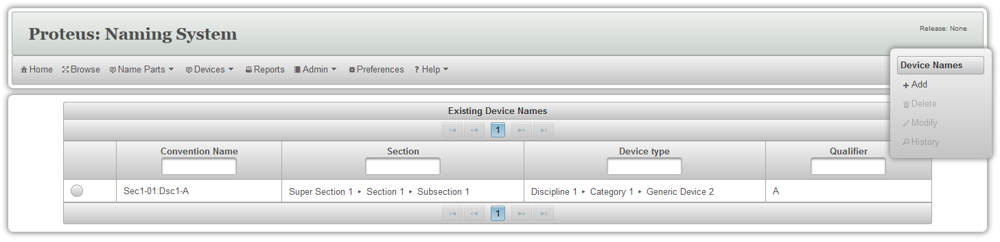 Proteus: Naming System
Release: None
Home Browse Name Parts Devices Reports Admin Preferences ? Help
Device Names
Add
Delete
Modify
History
Existing Device Names
1
Convention Name Section Device type Qualifier
Sec1-01:Dsc1-A Super Section 1 ▸ Section 1 ▸ Subsection 1 Discipline 1 ▸ Category 1 ▸ Generic Device 2 A
1